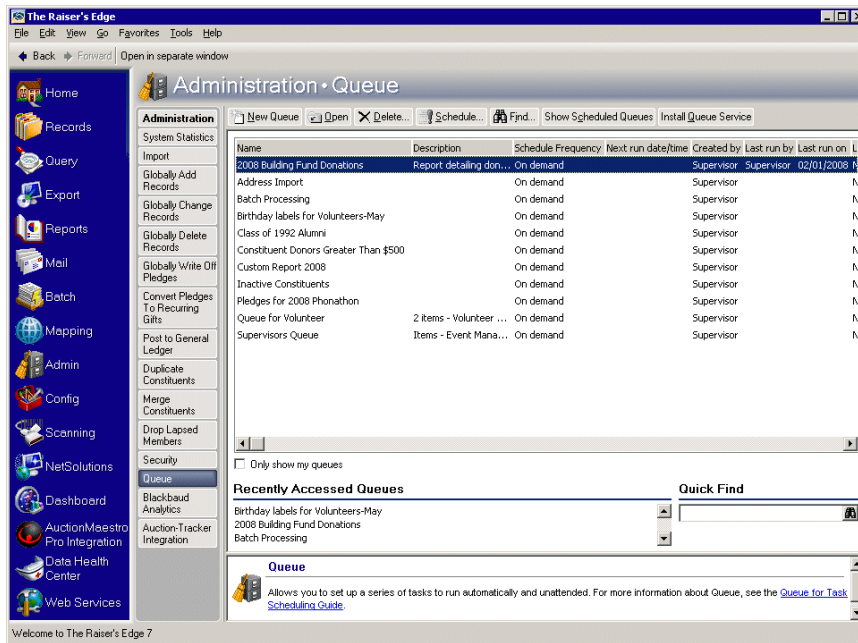 The Raiser's Edge
File Edit View Go Favorites Tools Help
Back Forward Open in separate window
Home
Records
Query
Export
Reports
Mail
Batch
Mapping
Admin
Config
Scanning
NetSolutions
Dashboard
AuctionMaestro
Pro Integration
Data Health
Center
Web Services
Administration • Queue
Administration
System Statistics
Import
Globally Add
Records
Globally Change
Records
Globally Delete
Records
Globally Write Off
Pledges
Convert Pledges
To Recurring
Gifts
Post to General
Ledger
Duplicate
Constituents
Merge
Constituents
Drop Lapsed
Members
Security
Queue
Blackbaud
Analytics
Auction-Tracker
Integration
New Queue Open Delete... Schedule... Find... Show Scheduled Queues Install Queue Service
Name Description Schedule Frequency Next run date/time Created by Last run by Last run on L
2008 Building Fund Donations Report detailing don... On demand Supervisor Supervisor 02/01/2008 N
Address Import On demand Supervisor N
Batch Processing On demand Supervisor N
Birthday labels for Volunteers-May On demand Supervisor N
Class of 1992 Alumni On demand Supervisor N
Constituent Donors Greater Than $500 On demand Supervisor N
Custom Report 2008 On demand Supervisor N
Inactive Constituents On demand Supervisor N
Pledges for 2008 Phonathon On demand Supervisor N
Queue for Volunteer 2 items - Volunteer ... On demand Supervisor N
Supervisors Queue Items - Event Mana... On demand Supervisor N
Only show my queues
Recently Accessed Queues
Birthday labels for Volunteers-May
2008 Building Fund Donations
Batch Processing
Quick Find
Queue
Allows you to set up a series of tasks to run automatically and unattended. For more information about Queue, see the Queue for Task
Scheduling Guide.
Welcome to The Raiser's Edge 7